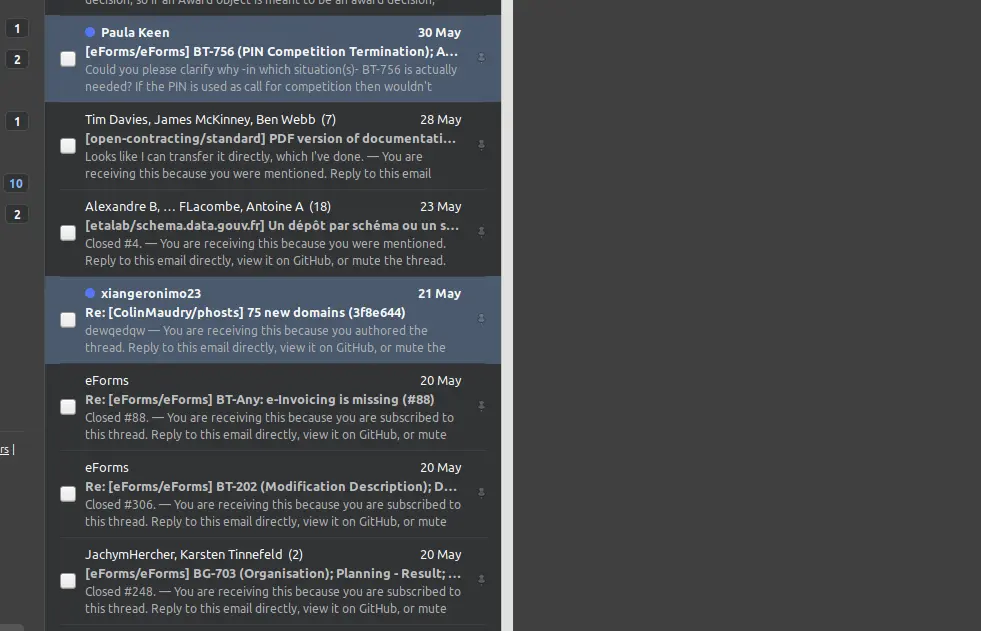 decision, so if an Award object is meant to be an award decision,
1
2
1
10
2
rs |
Paula Keen 30 May
[eForms/eForms] BT-756 (PIN Competition Termination); A...
Could you please clarify why -in which situation(s)- BT-756 is actually
needed? If the PIN is used as call for competition then wouldn't
Tim Davies, James McKinney, Ben Webb (7) 28 May
[open-contracting/standard] PDF version of documentati...
Looks like I can transfer it directly, which I've done. — You are
receiving this because you were mentioned. Reply to this email
Alexandre B, ... FLacombe, Antoine A (18) 23 May
[etalab/schema.data.gouv.fr] Un dépôt par schéma ou un s...
Closed #4. — You are receiving this because you were mentioned.
Reply to this email directly, view it on GitHub, or mute the thread.
xiangeronimo23 21 May
Re: [ColinMaudry/phosts] 75 new domains (3f8e644)
dewqedqw — You are receiving this because you authored the
thread. Reply to this email directly, view it on GitHub, or mute the
eForms 20 May
Re: [eForms/eForms] BT-Any: e-Invoicing is missing (#88)
Closed #88. — You are receiving this because you are subscribed to
this thread. Reply to this email directly, view it on GitHub, or mute
eForms 20 May
Re: [eForms/eForms] BT-202 (Modification Description); D...
Closed #306. — You are receiving this because you are subscribed to
this thread. Reply to this email directly, view it on GitHub, or mute
JachymHercher, Karsten Tinnefeld (2) 20 May
[eForms/eForms] BG-703 (Organisation); Planning - Result; ...
Closed #248. — You are receiving this because you are subscribed to
this thread. Reply to this email directly, view it on GitHub, or mute